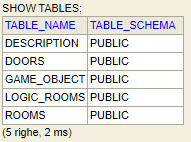 SHOW TABLES;
TABLE_NAME TABLE_SCHEMA
DESCRIPTION PUBLIC
DOORS PUBLIC
GAME_OBJECT PUBLIC
LOGIC_ROOMS PUBLIC
ROOMS PUBLIC
(5 righe, 2 ms)